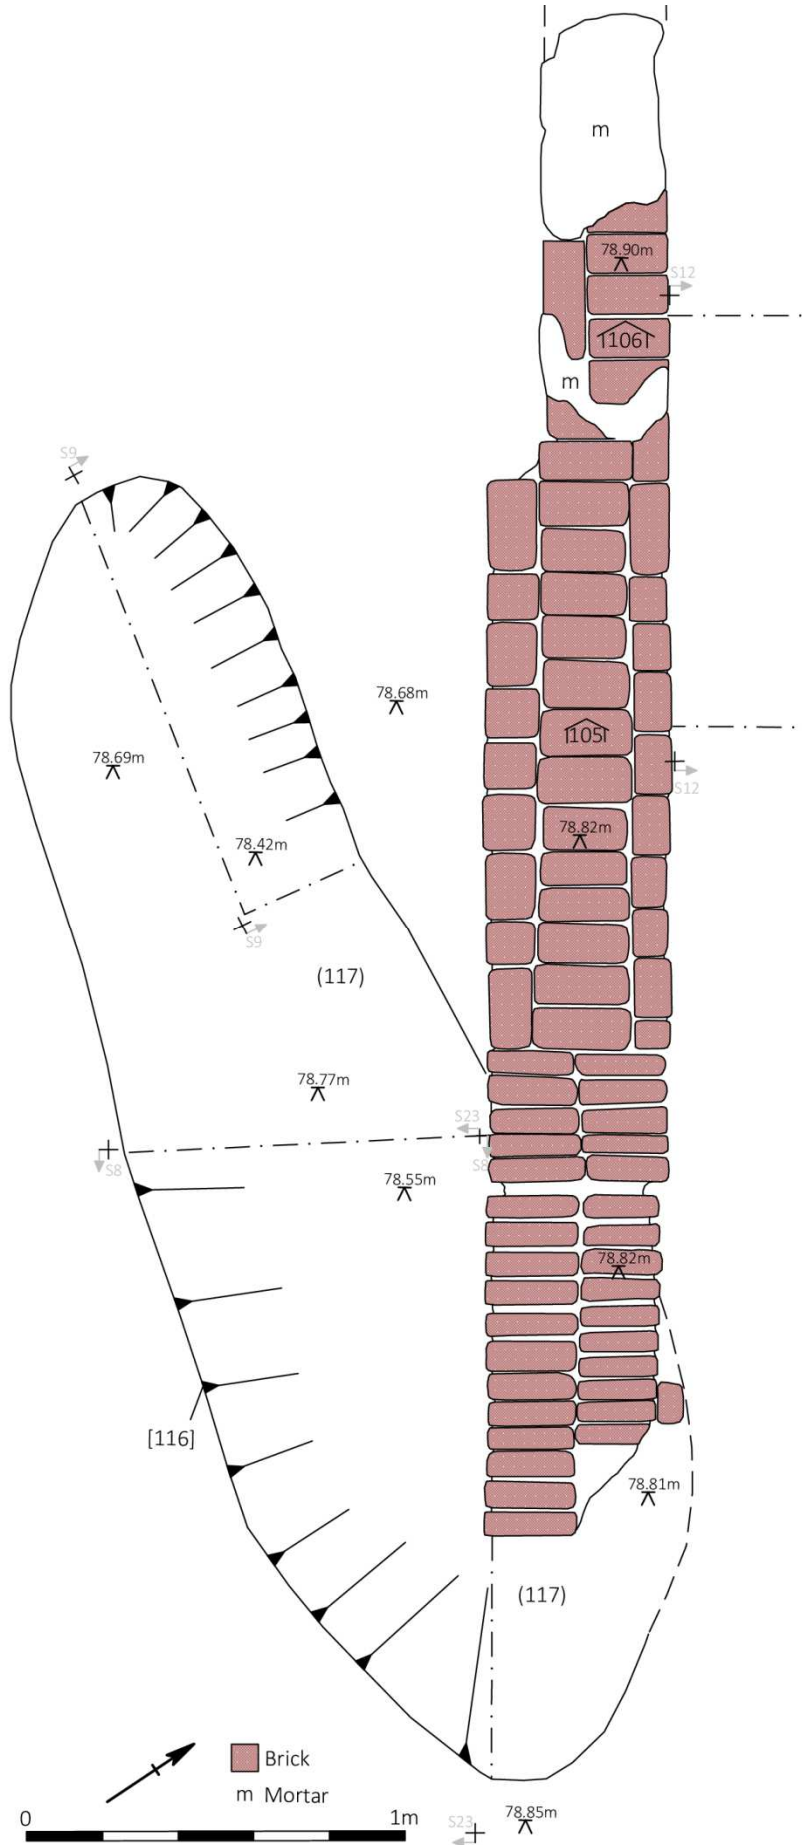 m
78.90m
S12
106
m
S9
78.68m
105
78.69m
S12
78.82m
78.42m
S9
(117)
78.77m
S23
S8
S8
78.55m
78.82m
[116]
78.81m
(117)
Brick
m Mortar
0 1m
S23
78.85m